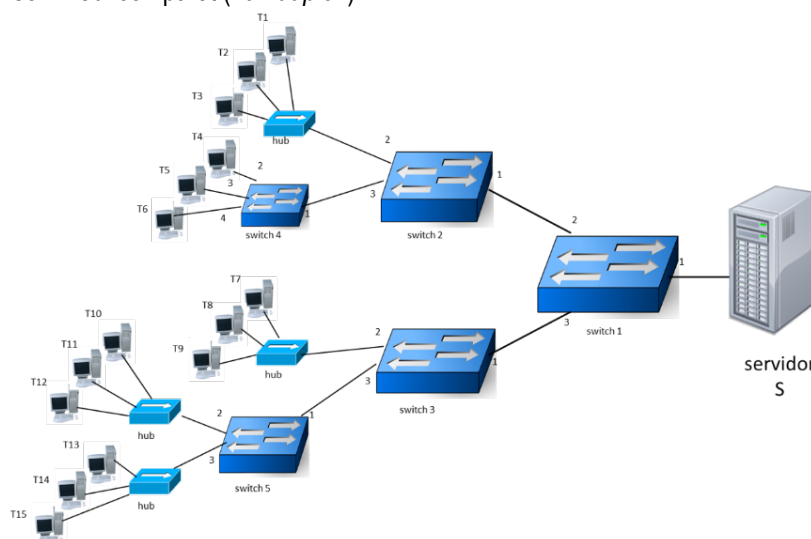 T1
T2
T3
hub
T4
2
T5
3
T6
4
1
switch 4
2
3
1
switch 2
2
1
3
switch 1
servidor
S
T7
T8
T9
hub
2
3
1
switch 3
T10
T11
T12
hub
T13
T14
T15
hub
2
3
1
switch 5